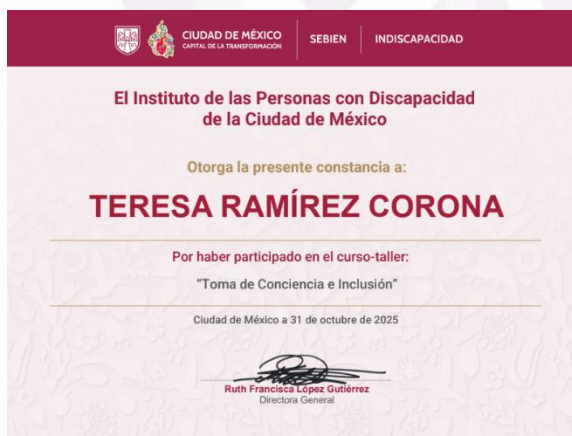 CIUDAD DE MÉXICO
CAPITAL DE LA TRANSFORMACIÓN
SEBIEN
INDISCAPACIDAD
El Instituto de las Personas con Discapacidad
de la Ciudad de México
Otorga la presente constancia a:
TERESA RAMÍREZ CORONA
Por haber participado en el curso-taller:
"Toma de Conciencia e Inclusión"
Ciudad de México a 31 de octubre de 2025
Ruth Francisca López Gutiérrez
Directora General